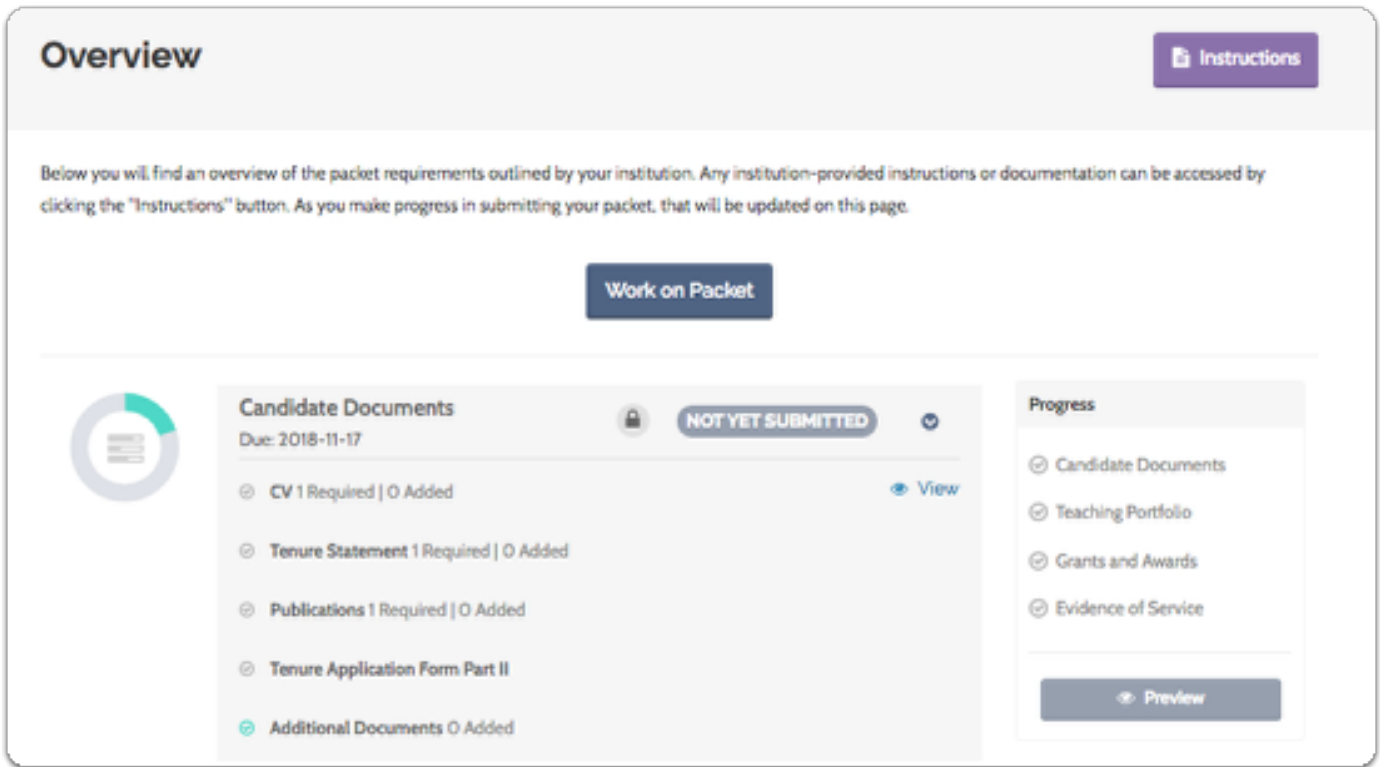 Overview
Instructions
Below you will find an overview of the packet requirements outlined by your institution. Any institution-provided instructions or documentation can be accessed by
clicking the "Instructions" button. As you make progress in submitting your packet, that will be updated on this page.
Work on Packet
Candidate Documents
Due: 2018-11-17
NOT YET SUBMITTED
CV 1 Required | 0 Added
View
Tenure Statement 1 Required | 0 Added
Publications 1 Required | 0 Added
Tenure Application Form Part II
Additional Documents 0 Added
Progress
Candidate Documents
Teaching Portfolio
Grants and Awards
Evidence of Service
Preview